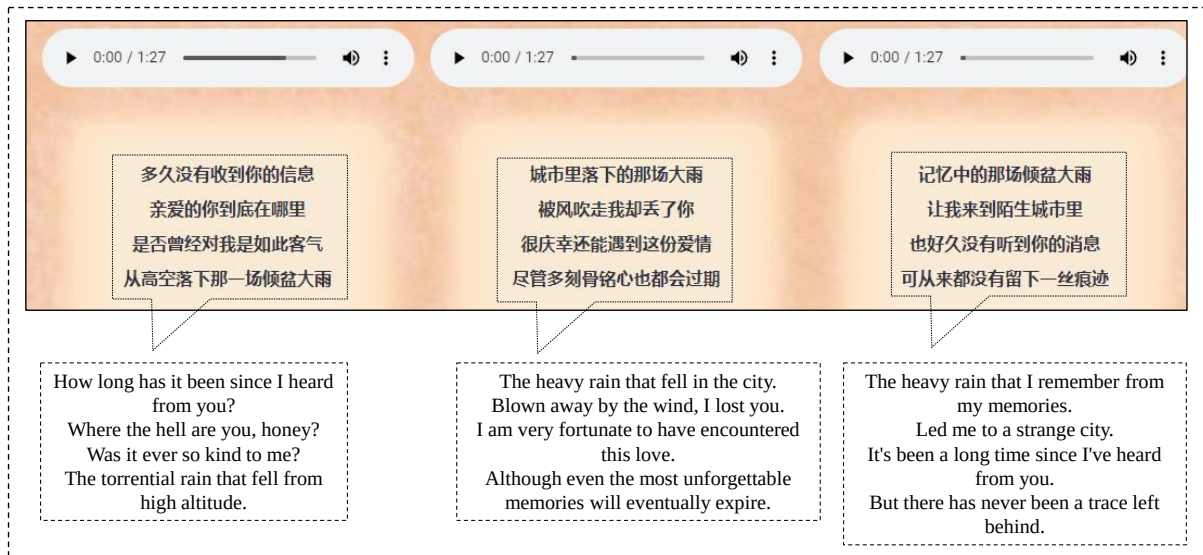 0:00 / 1:27
0:00 / 1:27
0:00 / 1:27
多久没有收到你的信息
亲爱的你到底在哪里
是否曾经对我是如此客气
从高空落下那一场倾盆大雨
城市里落下的那场大雨
被风吹走我却丢了你
很庆幸还能遇到这份爱情
尽管多刻骨铭心也都会过期
记忆中的那场倾盆大雨
让我来到陌生城市里
也好久没有听到你的消息
可从来都没有留下一丝痕迹
How long has it been since I heard
from you?
Where the hell are you, honey?
Was it ever so kind to me?
The torrential rain that fell from
high altitude.
The heavy rain that fell in the city.
Blown away by the wind, I lost you.
I am very fortunate to have encountered
this love.
Although even the most unforgettable
memories will eventually expire.
The heavy rain that I remember from
my memories.
Led me to a strange city.
It's been a long time since I've heard
from you.
But there has never been a trace left
behind.